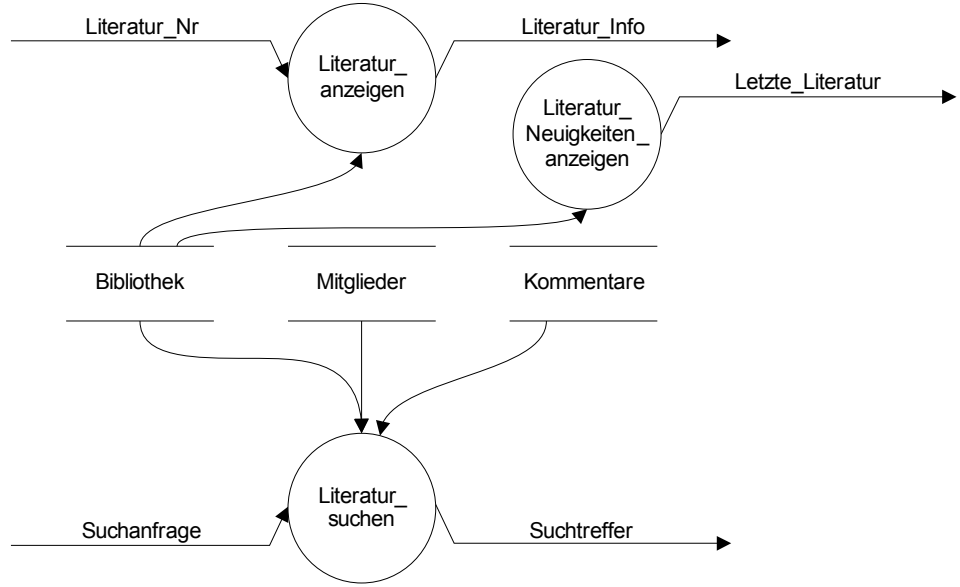 Literatur_Nr
Literatur_
anzeigen
Literatur_Info
Literatur_
Neuigkeiten_
anzeigen
Letzte_Literatur
Bibliothek
Mitglieder
Kommentare
Suchanfrage
Literatur_
suchen
Suchtreffer